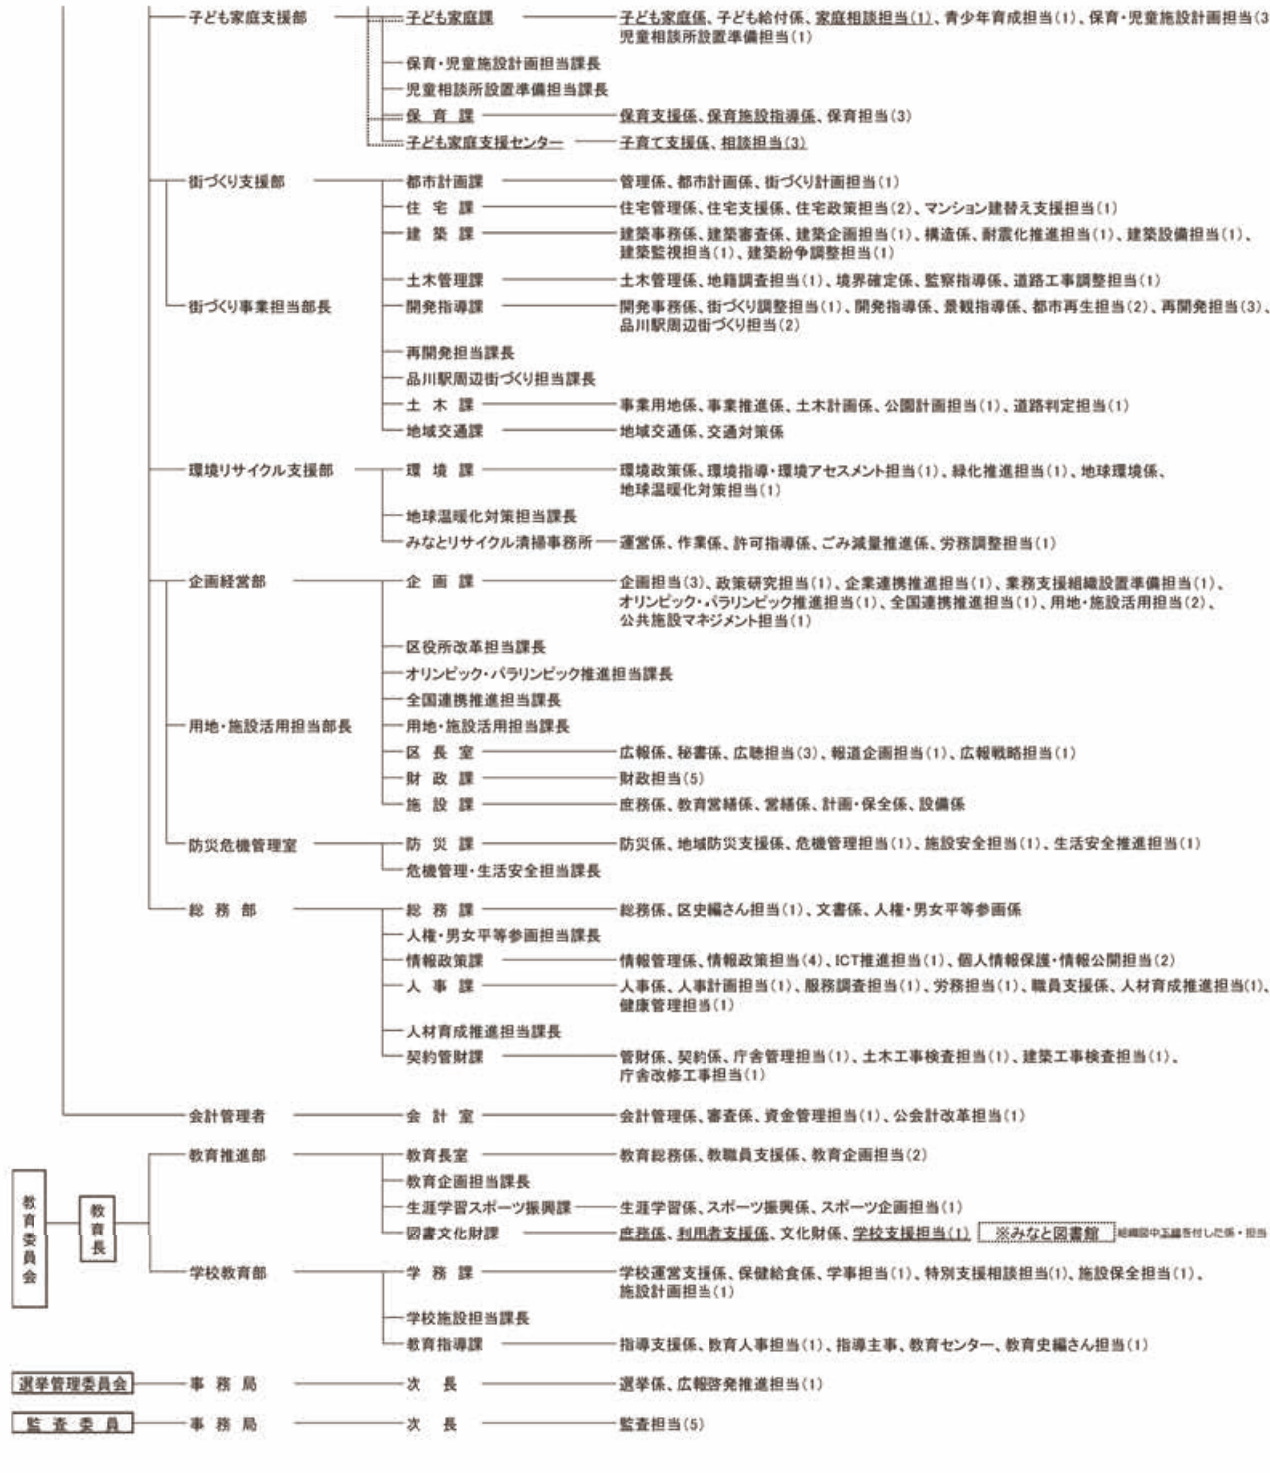 子ども家庭支援部 子ども家庭課 子ども家庭係、子ども給付係、家庭相談担当(1)、青少年育成担当(1)、保育・児童施設計画担当(3
児童相談所設置準備担当(1)
保育・児童施設計画担当課長
児童相談所設置準備担当課長
保育課 保育支援係、保育施設指導係、保育担当(3)
子ども家庭支援センター 子育て支援係、相談担当(3)
街づくり支援部 都市計画課 管理係、都市計画係、街づくり計画担当(1)
住宅課 住宅管理係、住宅支援係、住宅政策担当(2)、マンション建替え支援担当(1)
建築課 建築事務係、建築審査係、建築企画担当(1)、構造係、耐震化推進担当(1)、建築設備担当(1)、
建築監視担当(1)、建築紛争調整担当(1)
土木管理課 土木管理係、地籍調査担当(1)、境界確定係、監察指導係、道路工事調整担当(1)
街づくり事業担当部長 開発指導課 開発事務係、街づくり調整担当(1)、開発指導係、景観指導係、都市再生担当(2)、再開発担当(3)、
品川駅周辺街づくり担当(2)
再開発担当課長
品川駅周辺街づくり担当課長
土木課 事業用地係、事業推進係、土木計画係、公園計画担当(1)、道路判定担当(1)
地域交通課 地域交通係、交通対策係
環境リサイクル支援部 環境課 環境政策係、環境指導・環境アセスメント担当(1)、緑化推進担当(1)、地球環境係、
地球温暖化対策担当(1)
地球温暖化対策担当課長
みなとリサイクル清掃事務所 運営係、作業係、許可指導係、ごみ減量推進係、労務調整担当(1)
企画経営部 企画課 企画担当(3)、政策研究担当(1)、企業連携推進担当(1)、業務支援組織設置準備担当(1)、
オリンピック・パラリンピック推進担当(1)、全国連携推進担当(1)、用地・施設活用担当(2)、
公共施設マネジメント担当(1)
区役所改革担当課長
オリンピック・パラリンピック推進担当課長
全国連携推進担当課長
用地・施設活用担当部長 用地・施設活用担当課長
区長室 広報係、秘書係、広聴担当(3)、報道企画担当(1)、広報戦略担当(1)
財政課 財政担当(5)
施設課 庶務係、教育営繕係、営繕係、計画・保全係、設備係
防災危機管理室 防災課 防災係、地域防災支援係、危機管理担当(1)、施設安全担当(1)、生活安全推進担当(1)
危機管理・生活安全担当課長
総務部 総務課 総務係、区史編さん担当(1)、文書係、人権・男女平等参画係
人権・男女平等参画担当課長
情報政策課 情報管理係、情報政策担当(4)、ICT推進担当(1)、個人情報保護・情報公開担当(2)
人事課 人事係、人事計画担当(1)、服務調査担当(1)、労務担当(1)、職員支援係、人材育成推進担当(1)、
健康管理担当(1)
人材育成推進担当課長
契約管財課 管財係、契約係、庁舎管理担当(1)、土木工事検査担当(1)、建築工事検査担当(1)、
庁舎改修工事担当(1)
会計管理者 会計室 会計管理係、審査係、資金管理担当(1)、公会計改革担当(1)
教育委員会 教育長 教育推進部 教育長室 教育総務係、教職員支援係、教育企画担当(2)
教育企画担当課長
生涯学習スポーツ振興課 生涯学習係、スポーツ振興係、スポーツ企画担当(1)
図書文化財課 庶務係、利用者支援係、文化財係、学校支援担当(1) ※みなと図書館 組織図中下線を付した係・担当
学校教育部 学務課 学校運営支援係、保健給食係、学事担当(1)、特別支援相談担当(1)、施設保全担当(1)、
施設計画担当(1)
学校施設担当課長
教育指導課 指導支援係、教育人事担当(1)、指導主事、教育センター、教育史編さん担当(1)
選挙管理委員会 事務局 次長 選挙係、広報啓発推進担当(1)
監査委員 事務局 次長 監査担当(5)